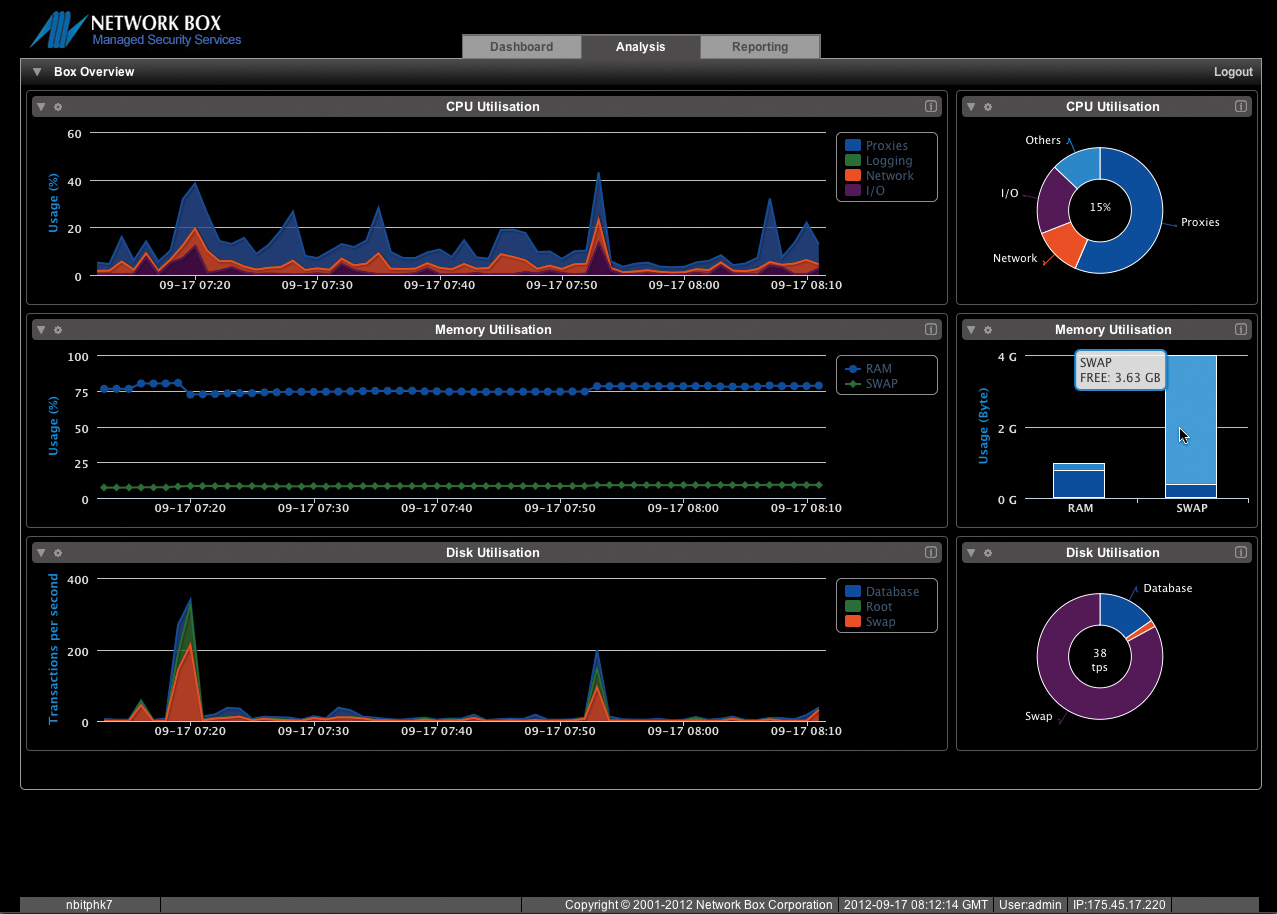 NETWORK BOX
Managed Security Services
Dashboard
Analysis
Reporting
Box Overview
Logout
CPU Utilisation
Usage (%)
60
40
20
0
09-17 07:20
09-17 07:30
09-17 07:40
09-17 07:50
09-17 08:00
09-17 08:10
Proxies
Logging
Network
I/O
CPU Utilisation
Others
I/O
15%
Proxies
Network
Memory Utilisation
Usage (%)
100
75
50
25
0
09-17 07:20
09-17 07:30
09-17 07:40
09-17 07:50
09-17 08:00
09-17 08:10
RAM
SWAP
Memory Utilisation
Usage (Byte)
4 G
2 G
0 G
SWAP
FREE: 3.63 GB
RAM
SWAP
Disk Utilisation
Transactions per second
400
200
0
09-17 07:20
09-17 07:30
09-17 07:40
09-17 07:50
09-17 08:00
09-17 08:10
Database
Root
Swap
Disk Utilisation
Database
38
tps
Swap
nbitphk7
Copyright © 2001-2012 Network Box Corporation
2012-09-17 08:12:14 GMT
User:admin
IP:175.45.17.220